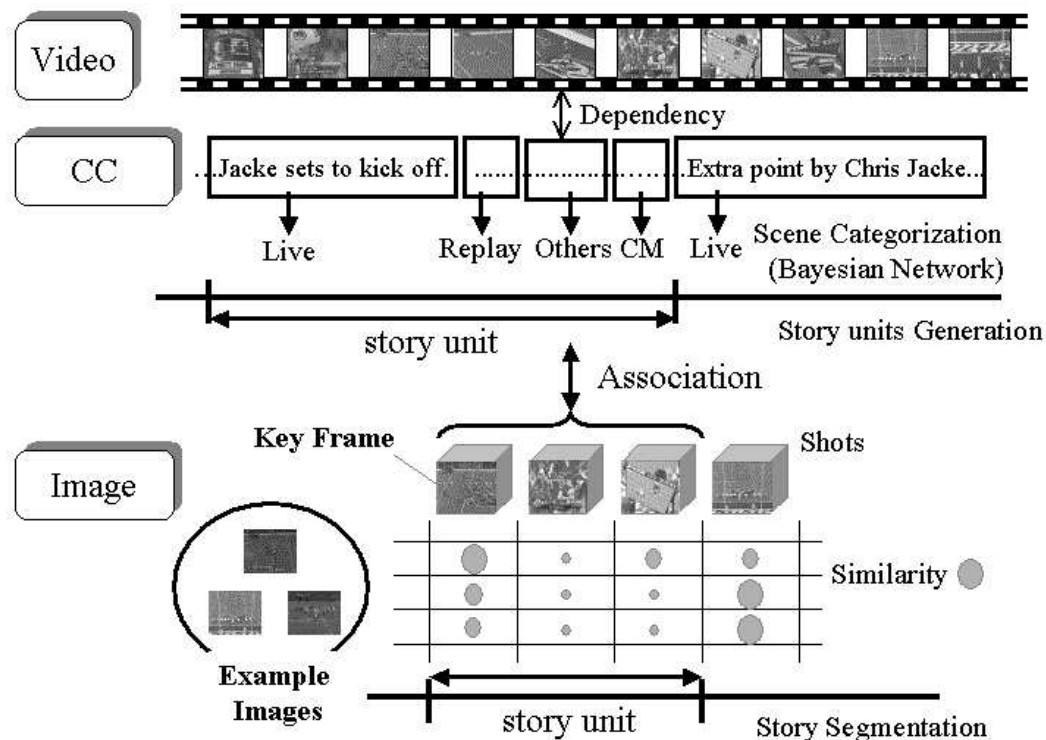 Video
Dependency
CC
....Jacke sets to kick off. ...... ............. ....... ...Extra point by Chris Jacke...
Live
Replay
Others
CM
Live
Scene Categorization
(Bayesian Network)
story unit
Story units Generation
Association
Key Frame
Shots
Image
Similarity
Example
Images
story unit
Story Segmentation